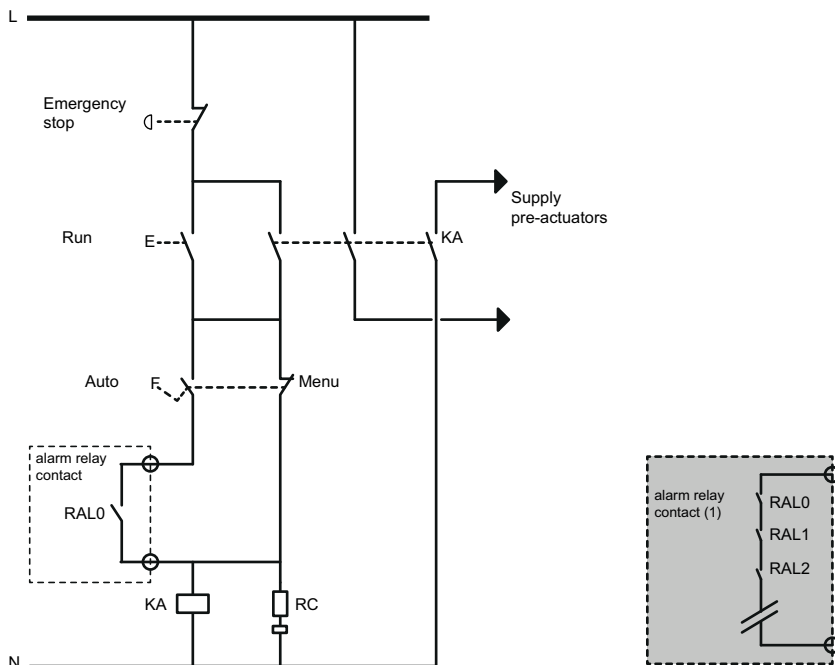 L
Emergency
stop
Supply
pre-actuators
Run
E
KA
Auto
F
Menu
alarm relay
contact
RAL0
KA
RC
N
alarm relay
contact (1)
RAL0
RAL1
RAL2